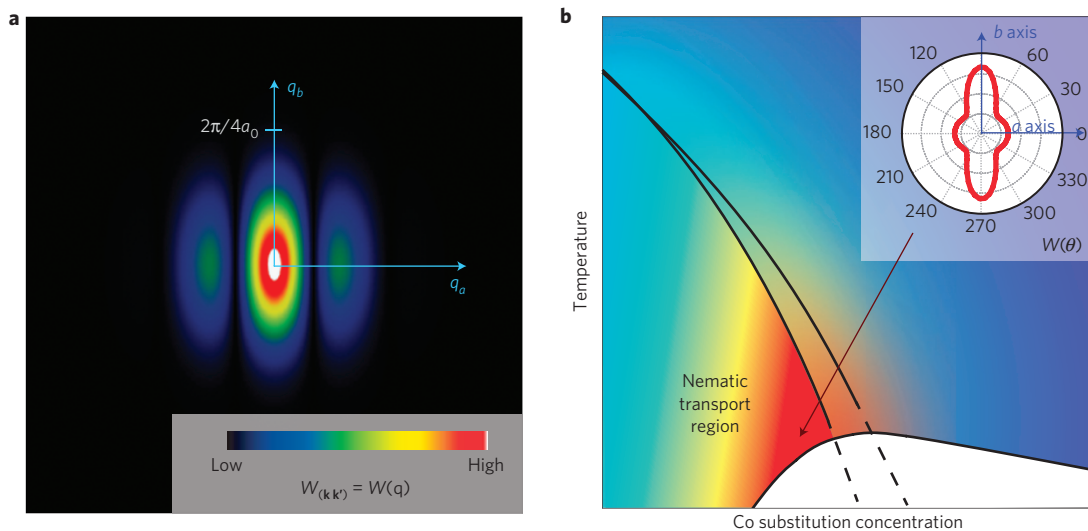 a
q_b
2π/4a_0
q_a
Low
High
W_(k k') = W(q)
b
b axis
120
60
150
30
180
a axis
0
210
330
240
300
270
W(θ)
Temperature
Nematic
transport
region
Co substitution concentration